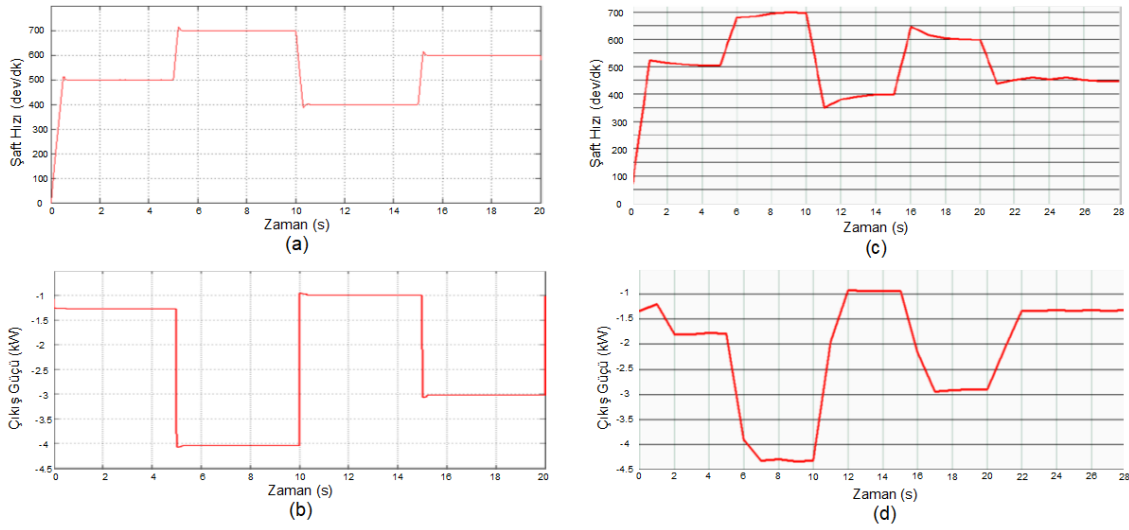 700
600
500
400
300
200
100
0
Şaft Hızı (dev/dk)
0 2 4 6 8 10 12 14 16 18 20
Zaman (s)
(a)
700
600
500
400
300
200
100
0
Şaft Hızı (dev/dk)
0 2 4 6 8 10 12 14 16 18 20 22 24 26 28
Zaman (s)
(c)
-1
-1.5
-2
-2.5
-3
-3.5
-4
-4.5
Çıkış Güçü (kW)
0 2 4 6 8 10 12 14 16 18 20
Zaman (s)
(b)
-1
-1.5
-2
-2.5
-3
-3.5
-4
-4.5
Çıkış Güçü (kW)
0 2 4 6 8 10 12 14 16 18 20 22 24 26 28
Zaman (s)
(d)